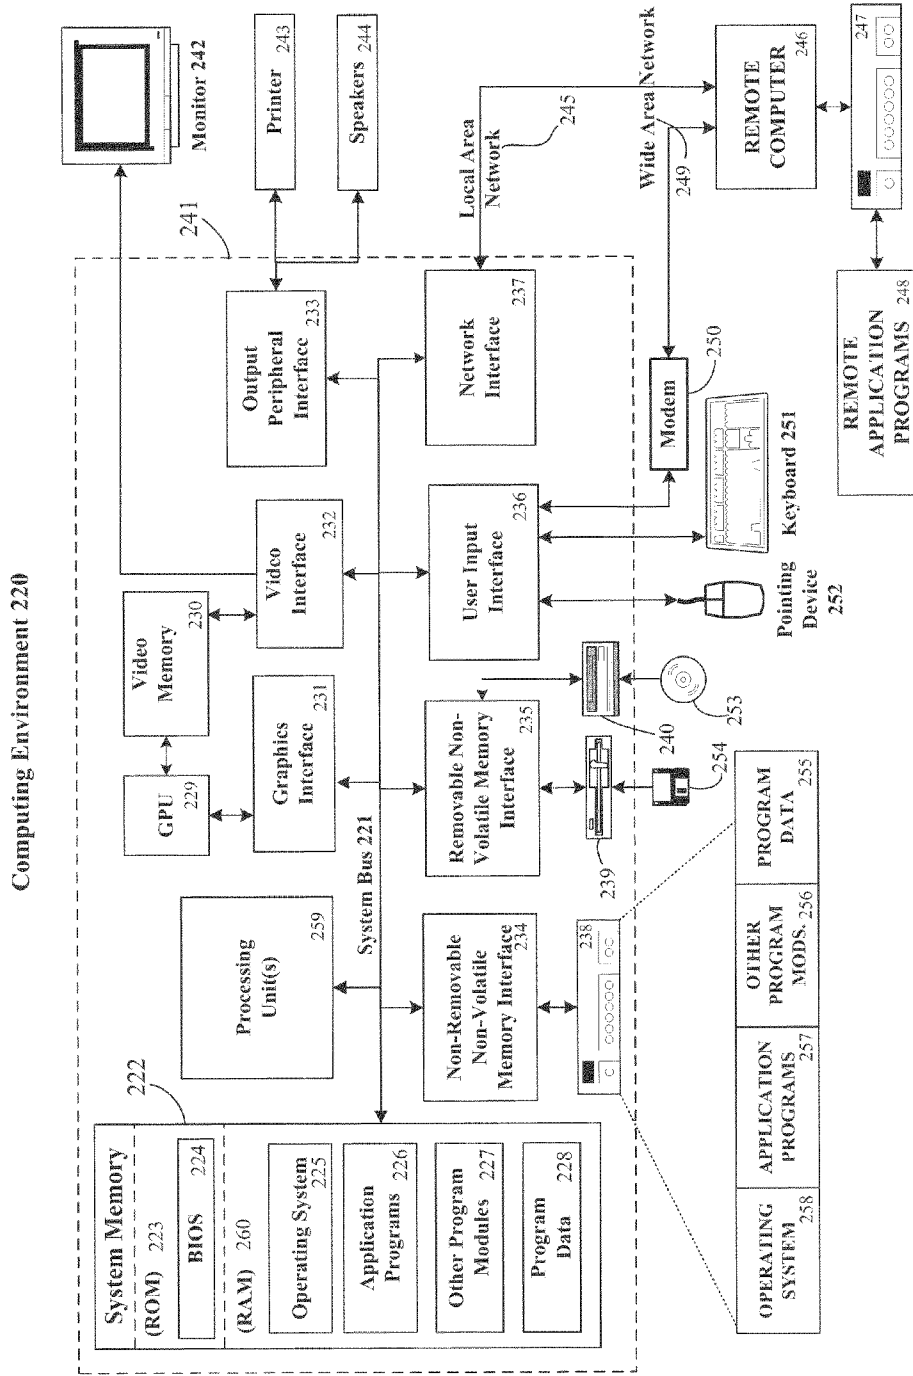 Computing Environment 220
System Memory
(ROM) 223
BIOS 224
(RAM) 260
Operating System
225
Application
Programs 226
Other Program
Modules 227
Program
Data 228
222
Processing
Unit(s)
259
System Bus 221
GPU
229
Video
Memory
230
Graphics
Interface
231
Video
Interface
232
Output
Peripheral
Interface
233
241
Monitor 242
Printer
243
Speakers
244
Non-Removable
Non-Volatile
Memory Interface
234
Removable Non-
Volatile Memory
Interface
235
User Input
Interface
236
Network
Interface
237
Local Area
Network
245
Wide Area Network
249
238
239
240
254
253
Pointing
Device
252
Keyboard 251
Modem
250
REMOTE
COMPUTER
246
247
REMOTE
APPLICATION
PROGRAMS
248
OPERATING
SYSTEM 258
APPLICATION
PROGRAMS 257
OTHER
PROGRAM
MODS. 256
PROGRAM
DATA 255